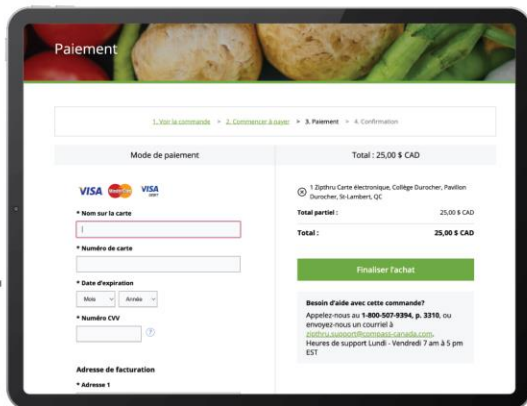 Paiement
1. Voir la commande > 2. Commencer à payer > 3. Paiement > 4. Confirmation
Mode de paiement
VISA MasterCard VISA DEBIT
* Nom sur la carte
* Numéro de carte
* Date d'expiration
Mois Année
* Numéro CVV
?
Adresse de facturation
* Adresse 1
Total : 25,00 $ CAD
1 Zipthru Carte électronique, Collège Durocher, Pavillon
Durocher, St-Lambert, QC
Total partiel : 25,00 $ CAD
Total : 25,00 $ CAD
Finaliser l'achat
Besoin d'aide avec cette commande?
Appelez-nous au 1-800-507-9394, p. 3310, ou
envoyez-nous un courriel à
zipthru.support@compass-canada.com.
Heures de support Lundi - Vendredi 7 am à 5 pm
EST